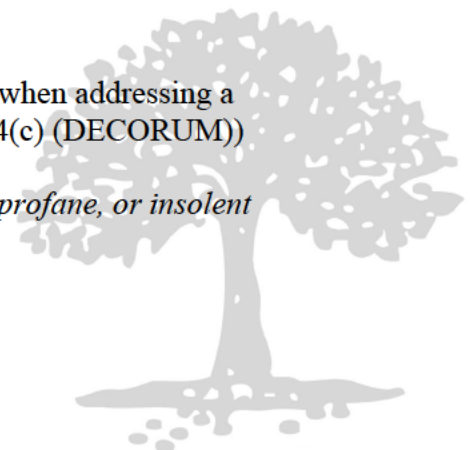 when addressing a
4(c) (DECORUM))
profane, or insolent